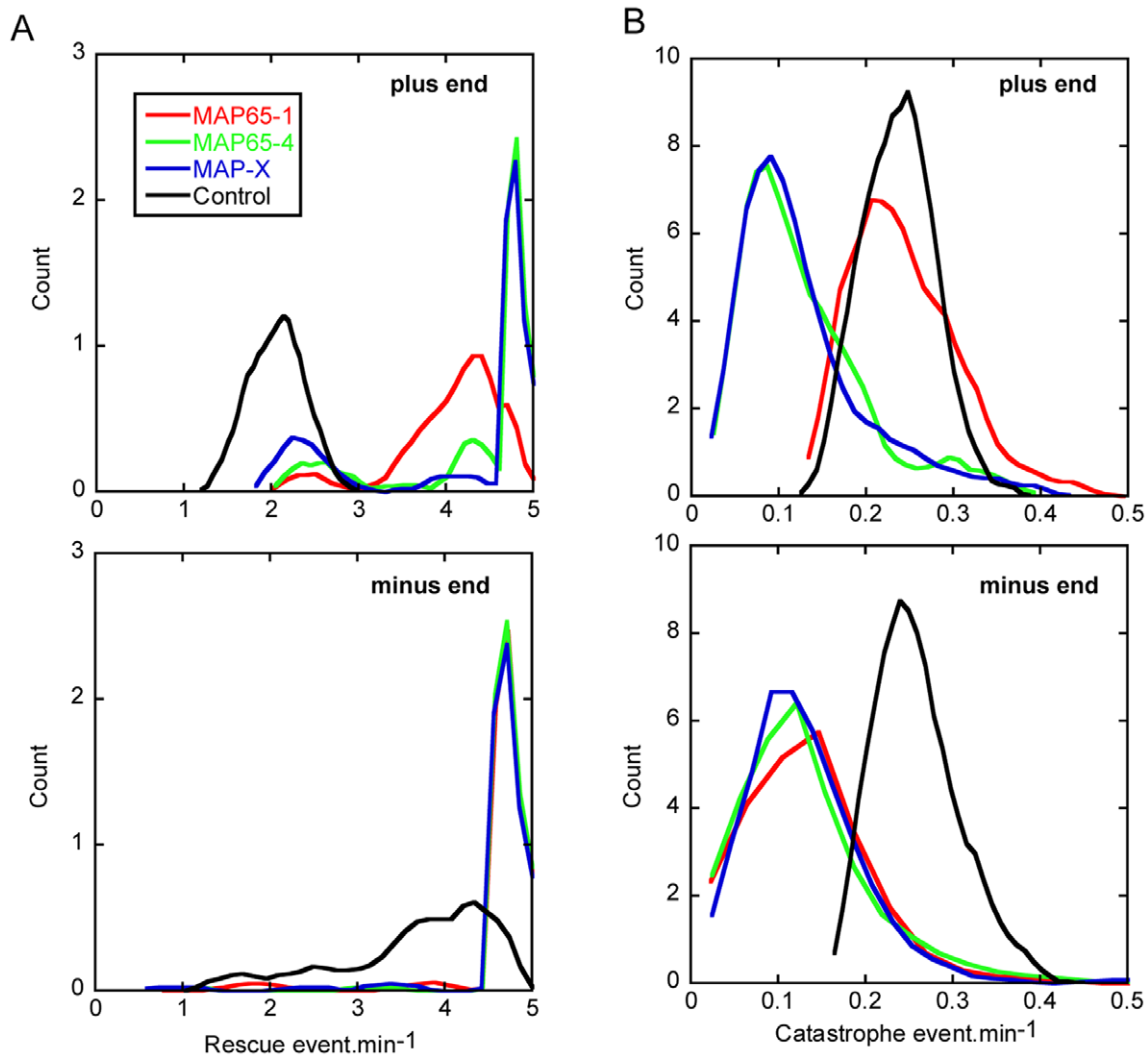 A
3
plus end
MAP65-1
MAP65-4
MAP-X
Control
2
Count
1
0
0 1 2 3 4 5
3
minus end
2
Count
1
0
0 1 2 3 4 5
Rescue event.min-1
B
10
plus end
8
6
Count
4
2
0
0 0.1 0.2 0.3 0.4 0.5
10
minus end
8
6
Count
4
2
0
0 0.1 0.2 0.3 0.4 0.5
Catastrophe event.min-1